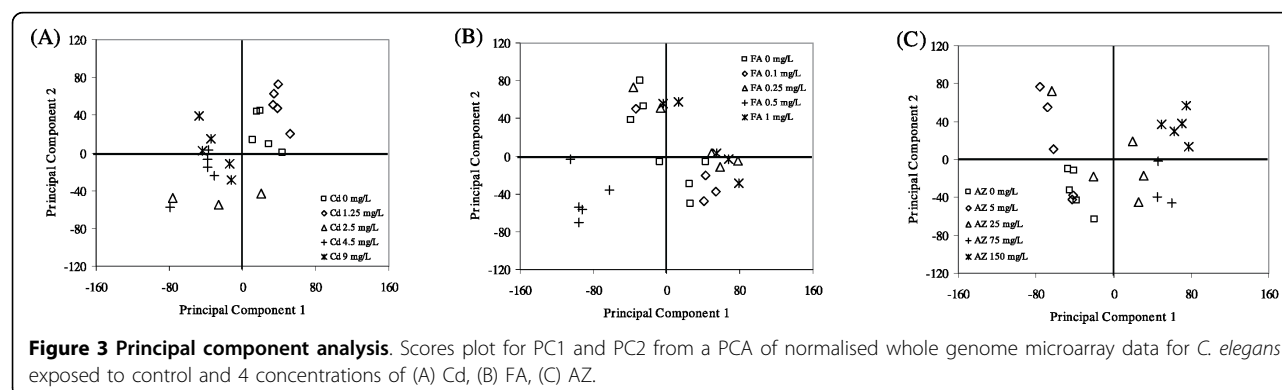 (A)
120
80
40
0
-40
-80
-120
-160
-80
0
80
160
Principal Component 2
Principal Component 1
Cd 0 mg/L
Cd 1.25 mg/L
Cd 2.5 mg/L
Cd 4.5 mg/L
Cd 9 mg/L
(B)
120
80
40
0
-40
-80
-120
-160
-80
0
80
160
Principal Component 2
Principal Component 1
FA 0 mg/L
FA 0.1 mg/L
FA 0.25 mg/L
FA 0.5 mg/L
FA 1 mg/L
(C)
120
80
40
0
-40
-80
-120
-160
-80
0
80
160
Principal Component 2
Principal Component 1
AZ 0 mg/L
AZ 5 mg/L
AZ 25 mg/L
AZ 75 mg/L
AZ 150 mg/L
Figure 3 Principal component analysis. Scores plot for PC1 and PC2 from a PCA of normalised whole genome microarray data for C. elegans
exposed to control and 4 concentrations of (A) Cd, (B) FA, (C) AZ.